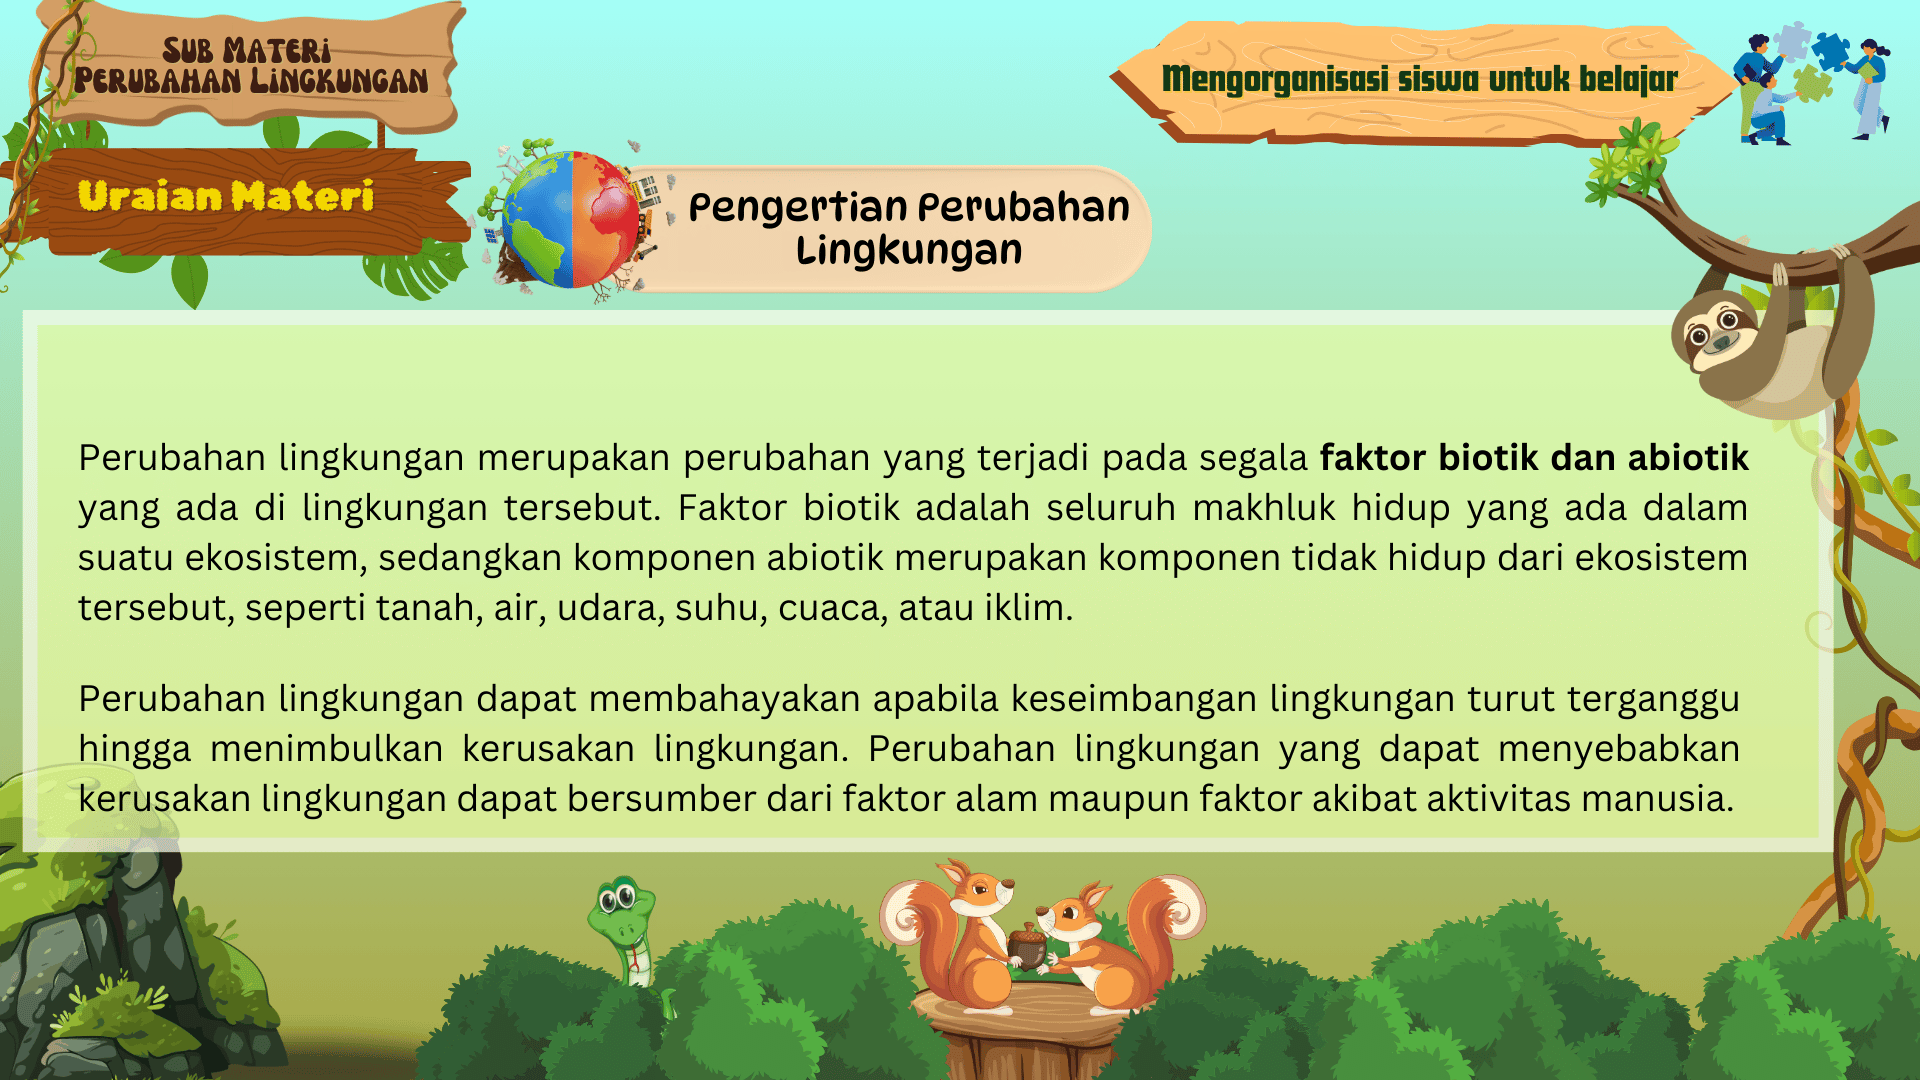 Sub Materi
Perubahan Lingkungan
Mengorganisasi siswa untuk belajar
Uraian Materi
Pengertian Perubahan
Lingkungan
Perubahan lingkungan merupakan perubahan yang terjadi pada segala faktor biotik dan abiotik
yang ada di lingkungan tersebut. Faktor biotik adalah seluruh makhluk hidup yang ada dalam
suatu ekosistem, sedangkan komponen abiotik merupakan komponen tidak hidup dari ekosistem
tersebut, seperti tanah, air, udara, suhu, cuaca, atau iklim.
Perubahan lingkungan dapat membahayakan apabila keseimbangan lingkungan turut terganggu
hingga menimbulkan kerusakan lingkungan. Perubahan lingkungan yang dapat menyebabkan
kerusakan lingkungan dapat bersumber dari faktor alam maupun faktor akibat aktivitas manusia.